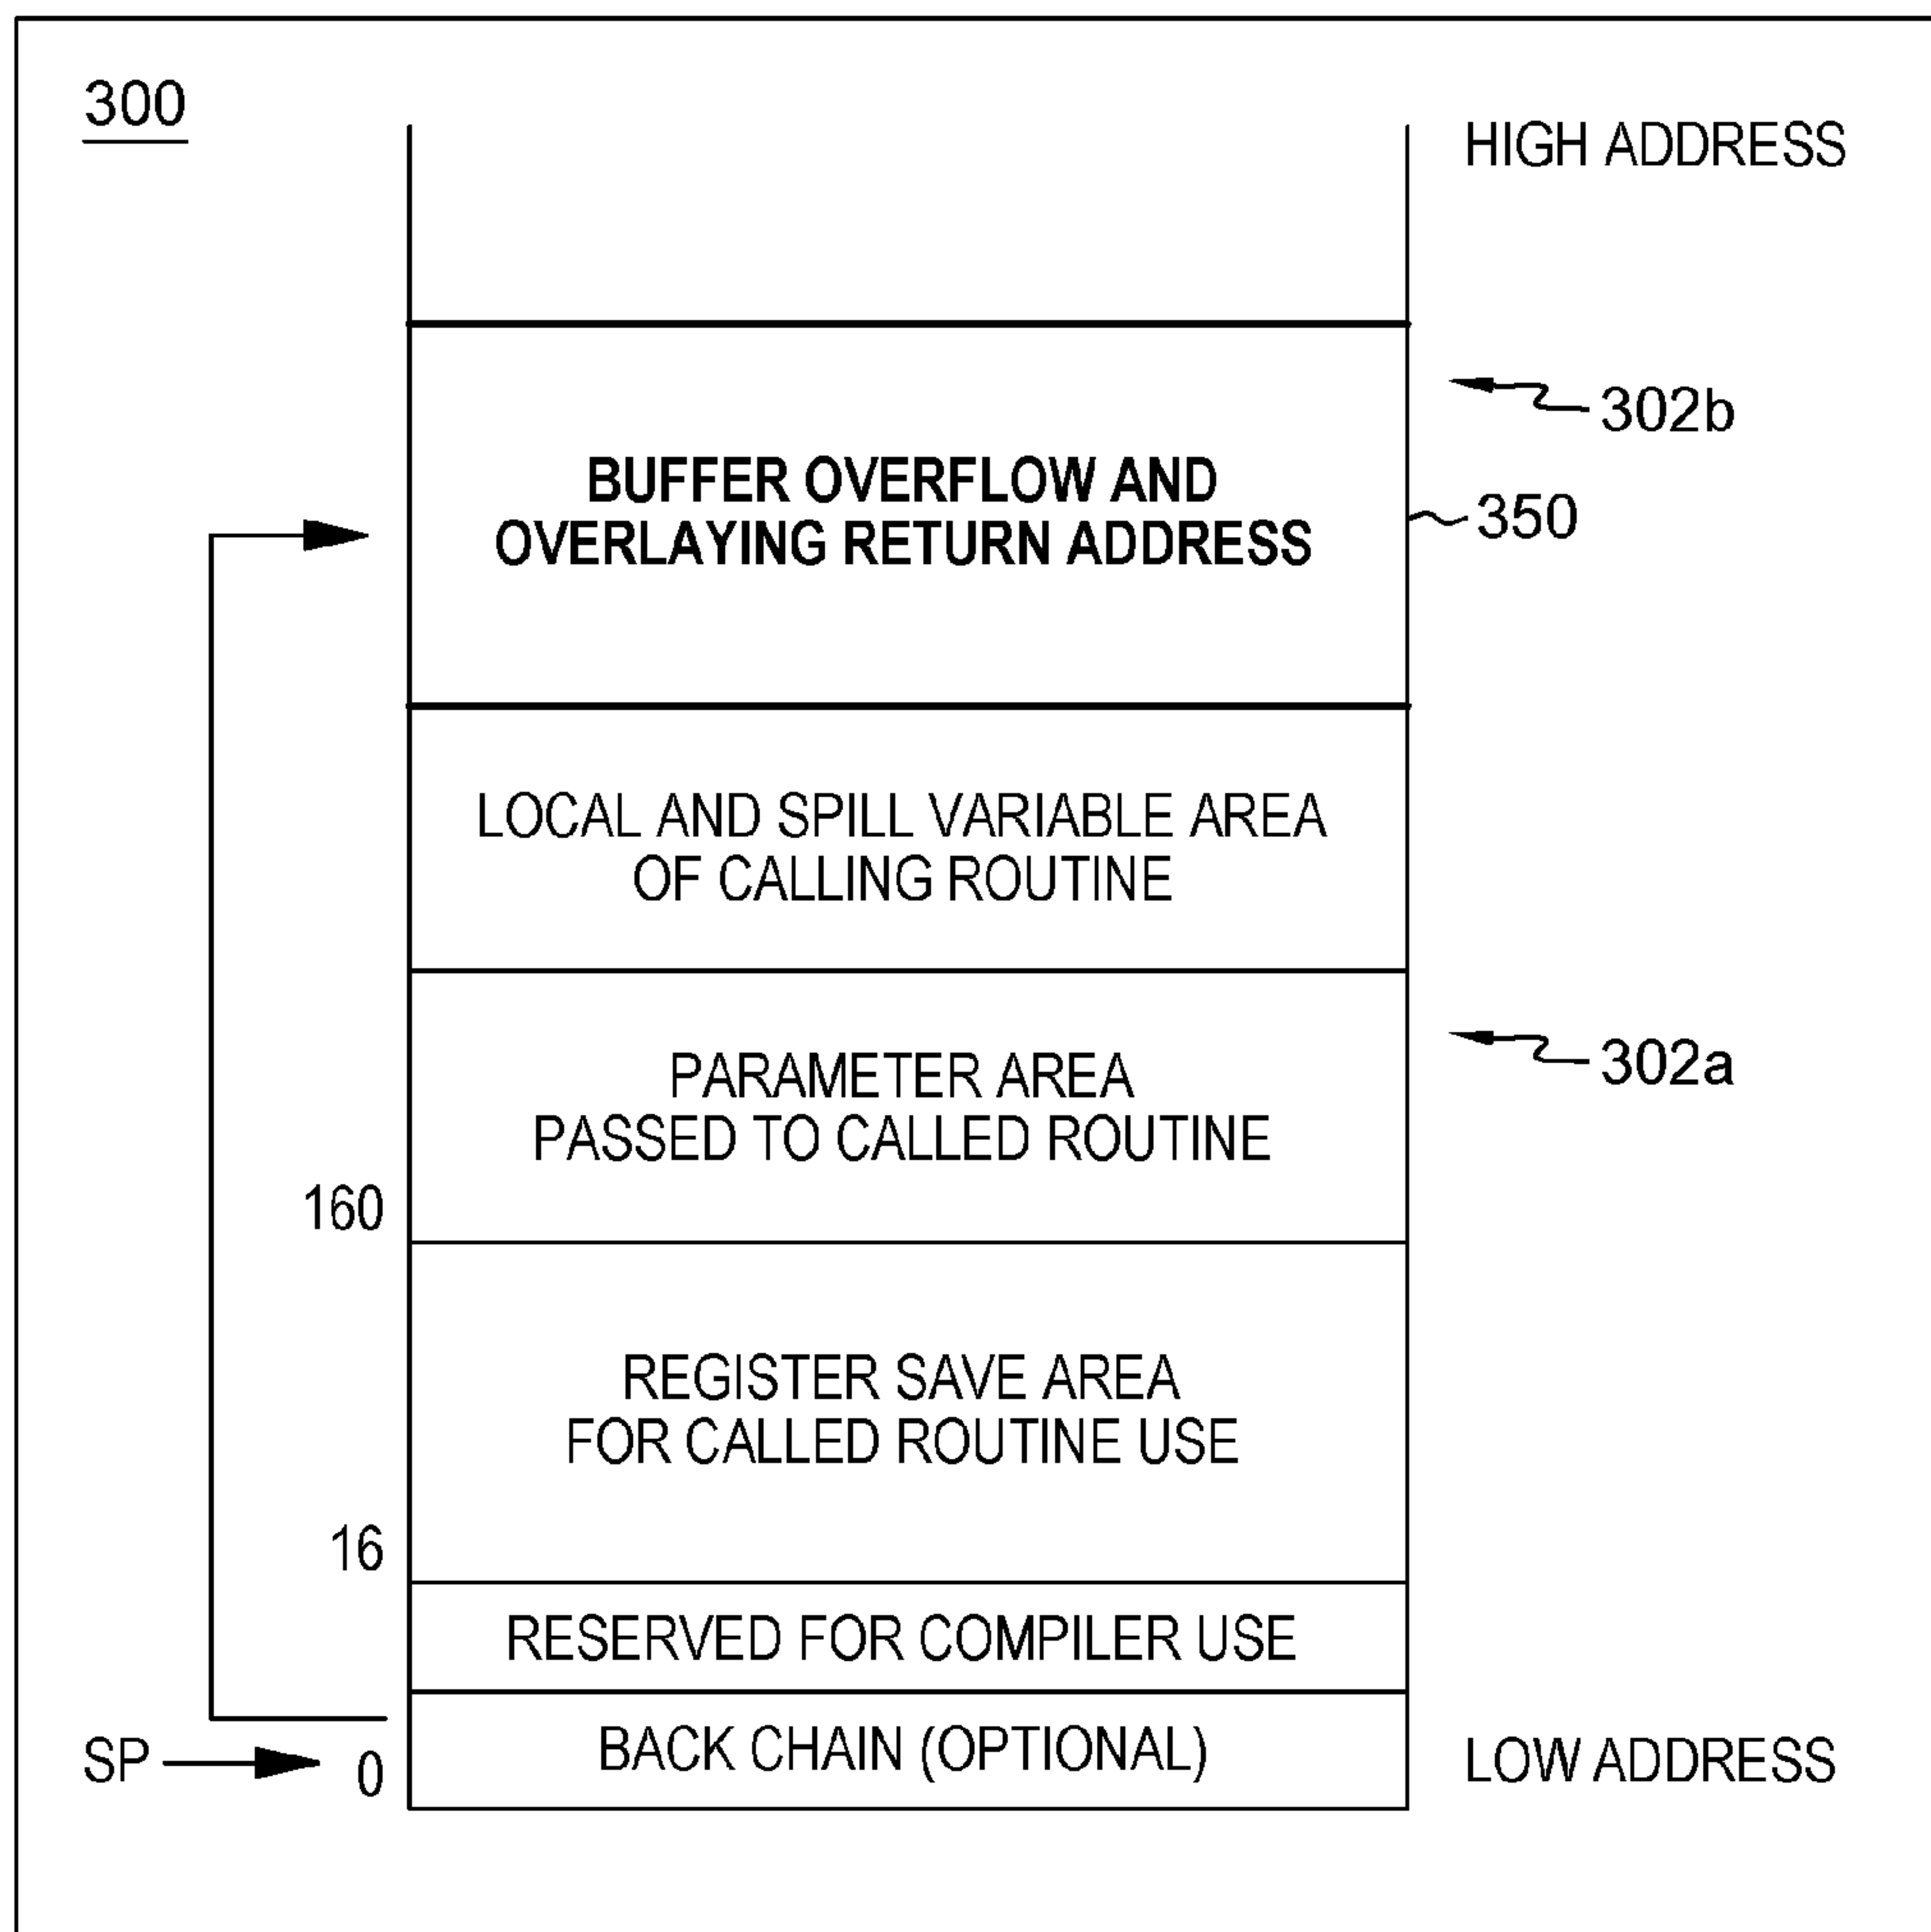 300
HIGH ADDRESS
302b
BUFFER OVERFLOW AND
OVERLAYING RETURN ADDRESS
350
LOCAL AND SPILL VARIABLE AREA
OF CALLING ROUTINE
302a
PARAMETER AREA
PASSED TO CALLED ROUTINE
160
REGISTER SAVE AREA
FOR CALLED ROUTINE USE
16
RESERVED FOR COMPILER USE
SP
0
BACK CHAIN (OPTIONAL)
LOW ADDRESS